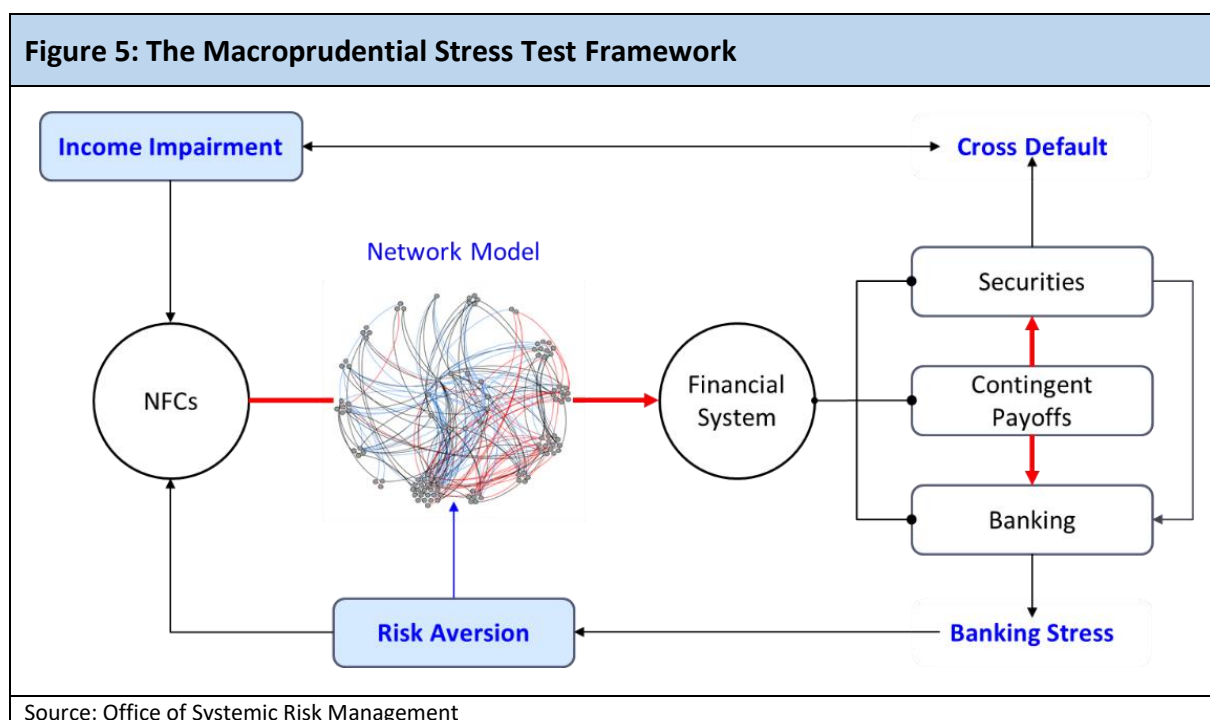 Figure 5: The Macroprudential Stress Test Framework
Income Impairment
Cross Default
Network Model
Securities
NFCs
Financial
System
Contingent
Payoffs
Banking
Risk Aversion
Banking Stress
Source: Office of Systemic Risk Management